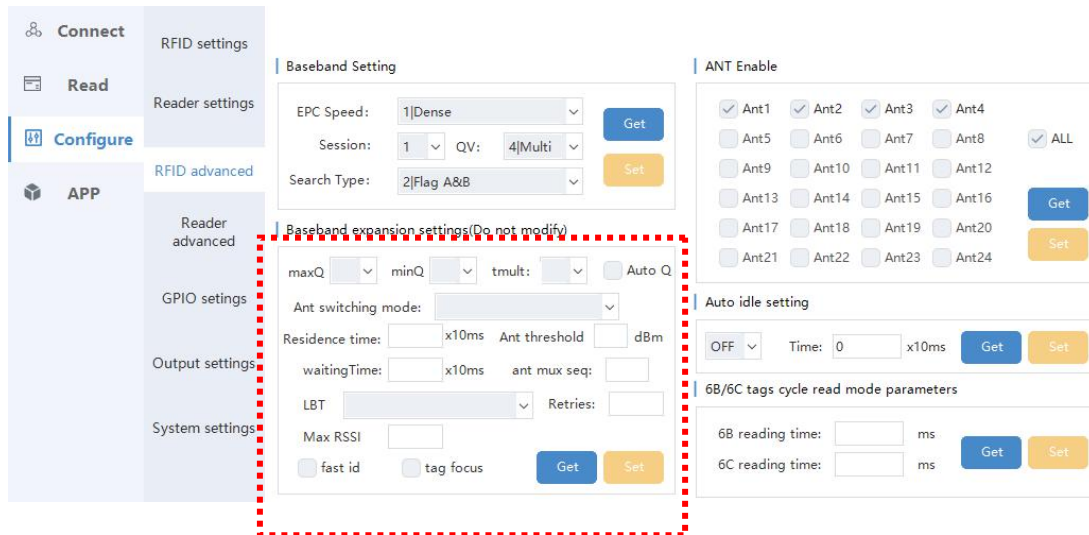 Connect
Read
Configure
APP
RFID settings
Reader settings
RFID advanced
Reader
advanced
GPIO setings
Output settings
System settings
Baseband Setting
EPC Speed: 1|Dense
Get
Session: 1 QV: 4|Multi
Set
Search Type: 2|Flag A&B
Baseband expansion settings(Do not modify)
maxQ minQ tmult: Auto Q
Ant switching mode:
Residence time: x10ms Ant threshold dBm
waitingTime: x10ms ant mux seq:
LBT Retries:
Max RSSI
fast id tag focus Get Set
ANT Enable
Ant1 Ant2 Ant3 Ant4
Ant5 Ant6 Ant7 Ant8 ALL
Ant9 Ant10 Ant11 Ant12
Ant13 Ant14 Ant15 Ant16 Get
Ant17 Ant18 Ant19 Ant20
Set
Ant21 Ant22 Ant23 Ant24
Auto idle setting
OFF Time: 0 x10ms Get Set
6B/6C tags cycle read mode parameters
6B reading time: ms
Get Set
6C reading time: ms